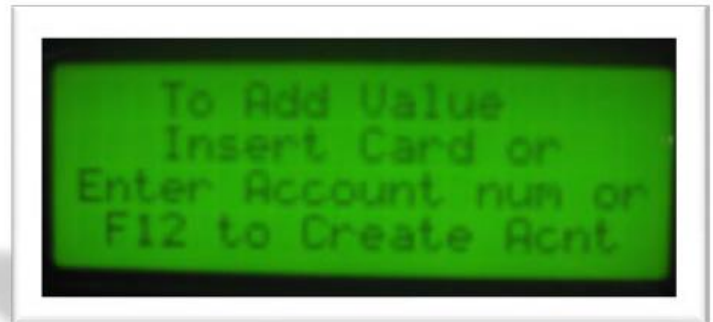 To Add Value
Insert Card or
Enter Account num or
F12 to Create Acnt